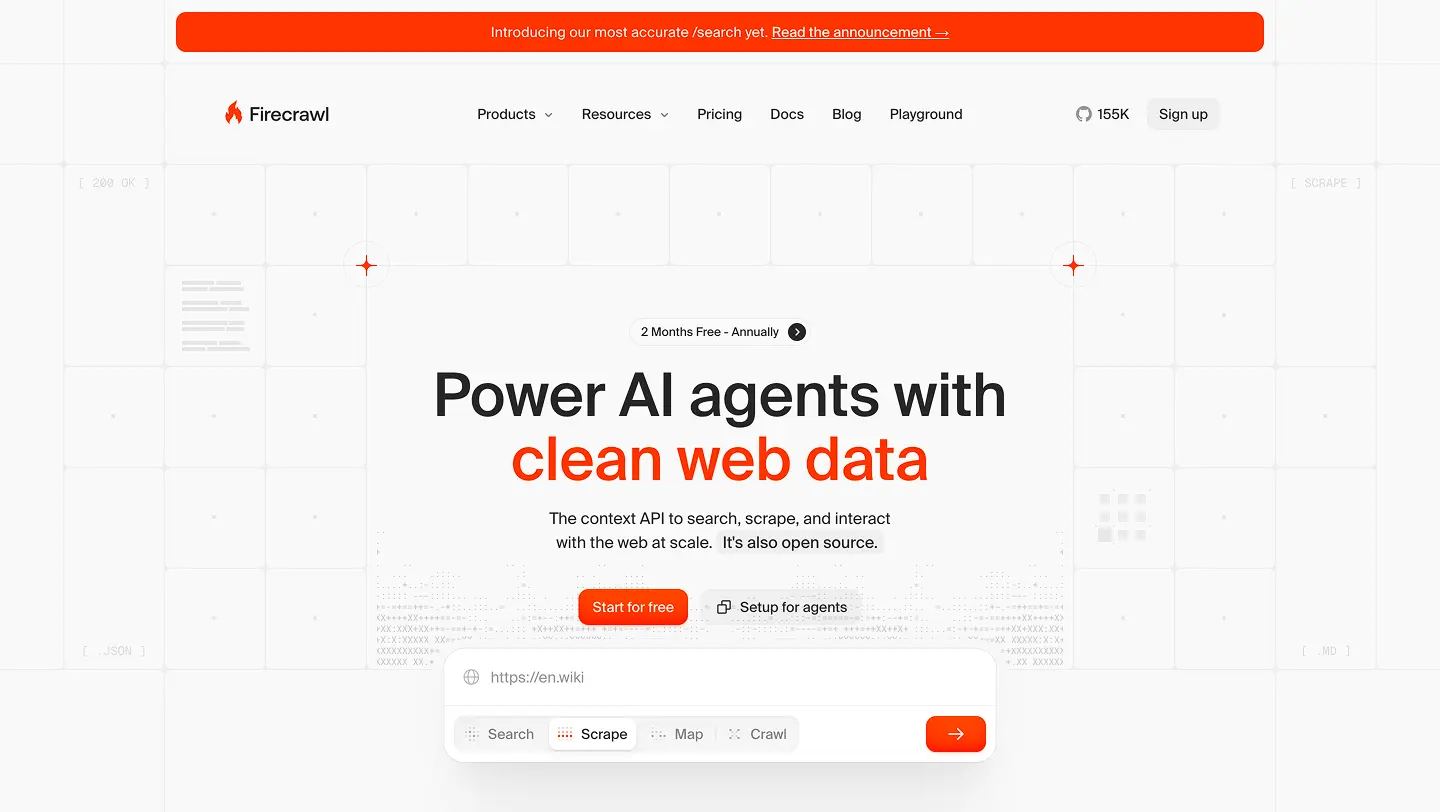 Introducing our most accurate /search yet. Read the announcement →
Firecrawl
Products
Resources
Pricing
Docs
Blog
Playground
155K
Sign up
[ 200 OK ]
[ SCRAPE ]
2 Months Free - Annually
Power AI agents with
clean web data
The context API to search, scrape, and interact
with the web at scale. It's also open source.
Start for free
Setup for agents
[ .JSON ]
[ .MD ]
https://en.wiki
Search
Scrape
Map
Crawl